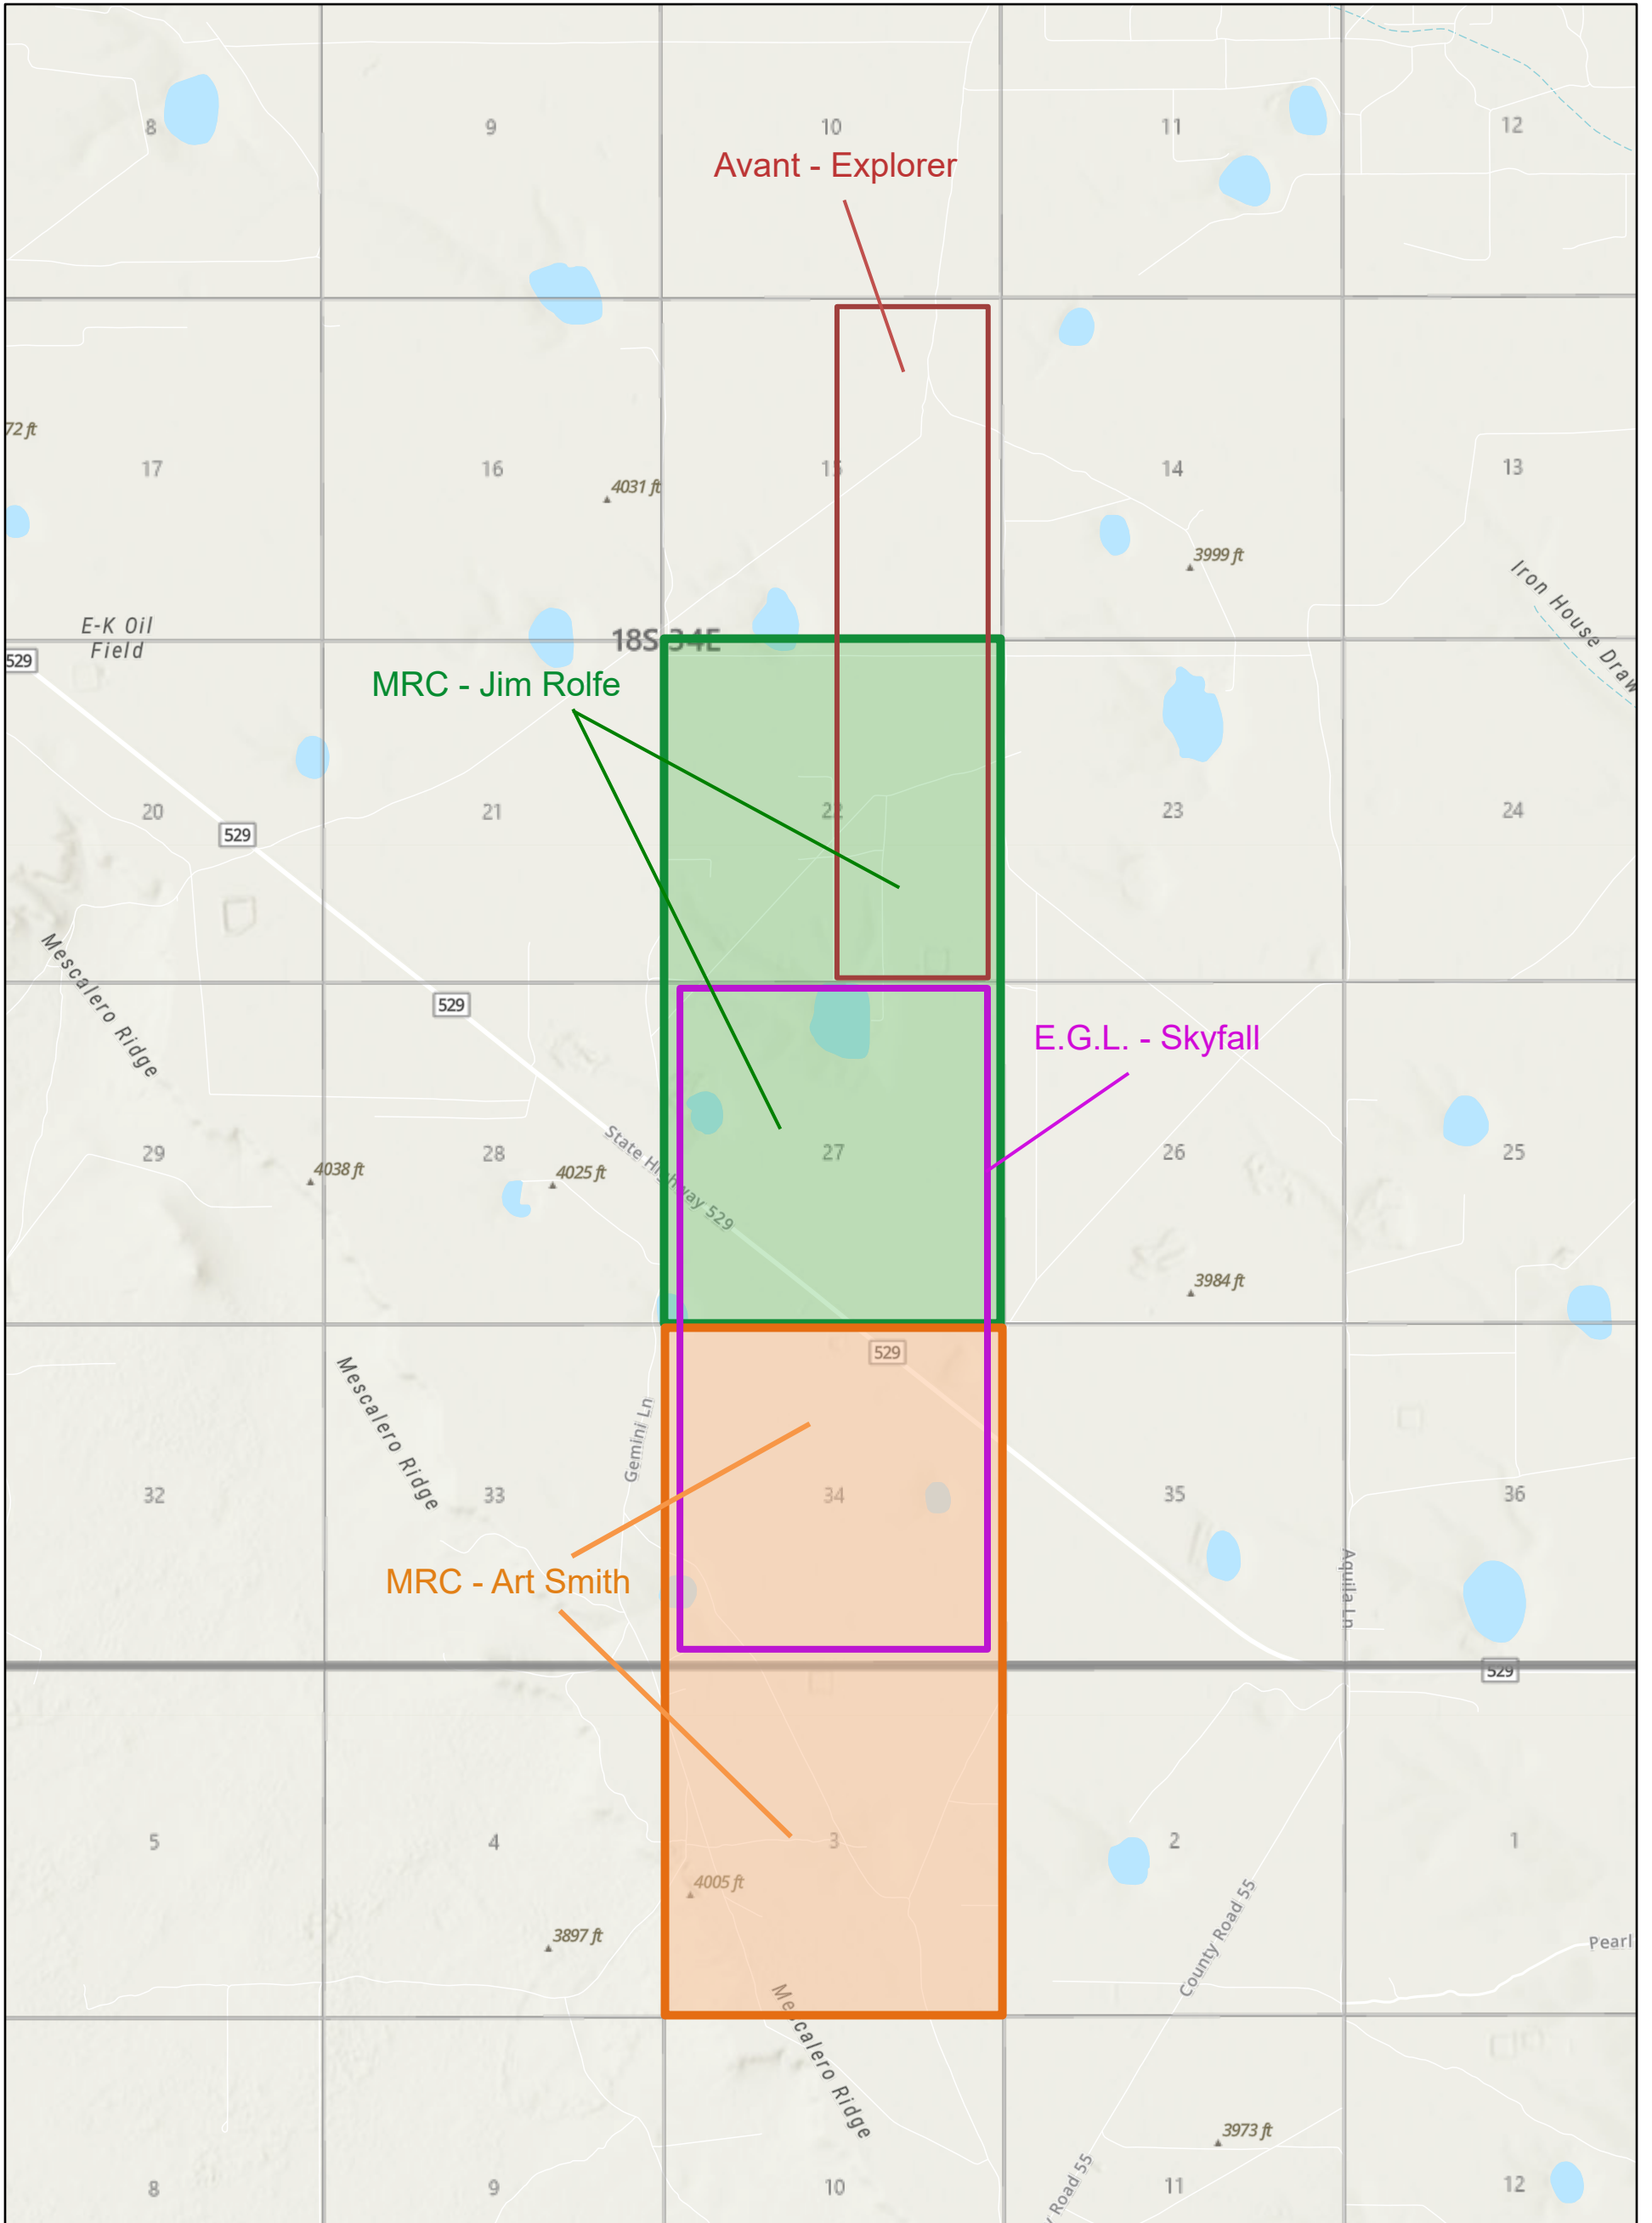 8
9
10
11
12
Avant - Explorer
72 ft
17
16
15
14
13
4031 ft
3999 ft
Iron House Draw
E-K Oil
Field
18S 34E
529
MRC - Jim Rolfe
20
21
22
23
24
529
Mescalero Ridge
529
E.G.L. - Skyfall
29
28
27
26
25
4038 ft
4025 ft
State Highway 529
3984 ft
529
Mescalero Ridge
Gemini Ln
32
33
34
35
36
MRC - Art Smith
Aquila Ln
529
5
4
3
2
1
4005 ft
County Road 55
3897 ft
Pearl
Mescalero Ridge
3973 ft
y Road 55
8
9
10
11
12